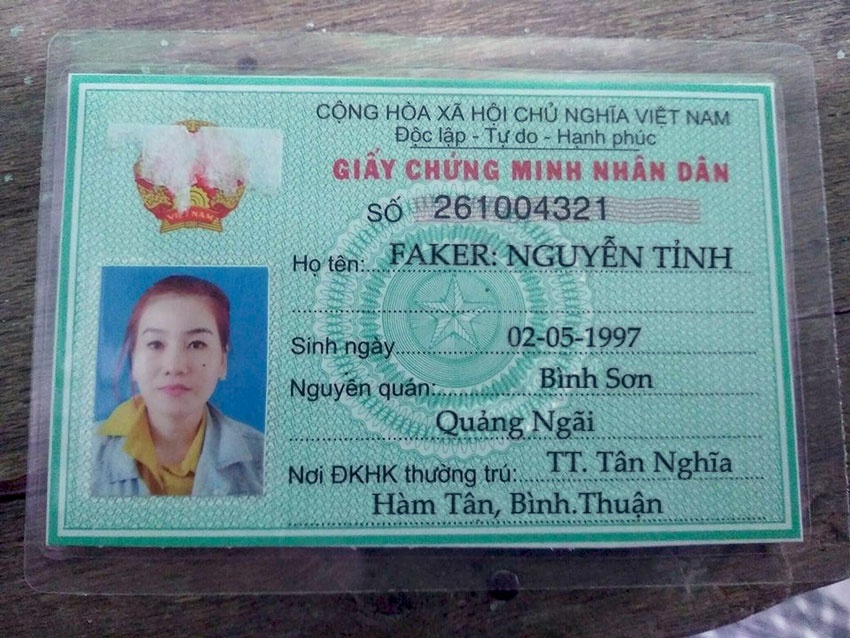 CỘNG HÒA XÃ HỘI CHỦ NGHĨA VIỆT NAM
Độc lập - Tự do - Hạnh phúc
GIẤY CHỨNG MINH NHÂN DÂN
SỐ 261004321
Họ tên: FAKER: NGUYỄN TỈNH
Sinh ngày 02-05-1997
Nguyên quán: Bình Sơn
Quảng Ngãi
Nơi ĐKHK thường trú: TT. Tân Nghĩa
Hàm Tân, Bình.Thuận
VIỆT NAM